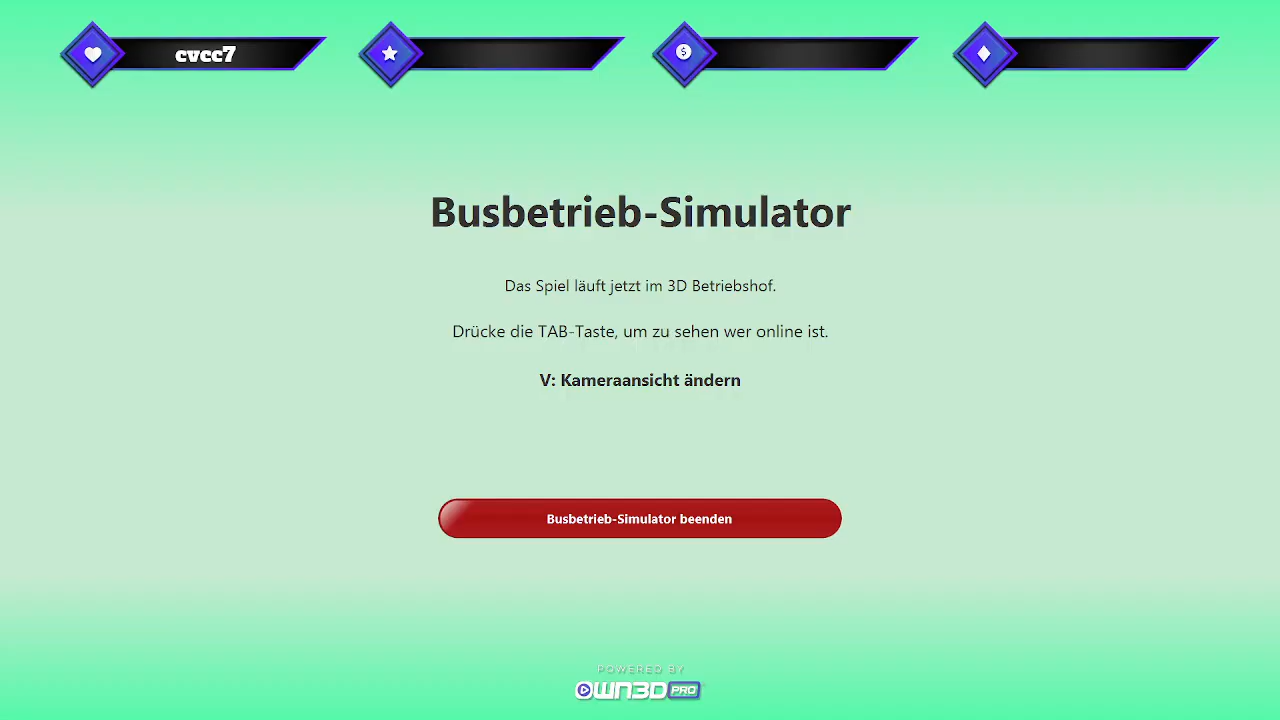 cvcc7
Busbetrieb-Simulator
Das Spiel läuft jetzt im 3D Betriebshof.
Drücke die TAB-Taste, um zu sehen wer online ist.
V: Kameraansicht ändern
Busbetrieb-Simulator beenden
POWERED BY
OWN3D PRO